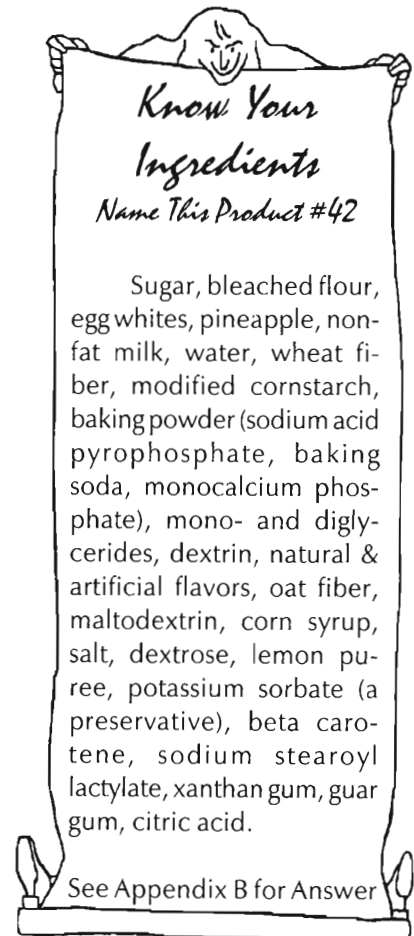 Know Your
Ingredients
Name This Product #42
Sugar, bleached flour,
egg whites, pineapple, non-
fat milk, water, wheat fi-
ber, modified cornstarch,
baking powder (sodium acid
pyrophosphate, baking
soda, monocalcium phos-
phate), mono- and digly-
cerides, dextrin, natural &
artificial flavors, oat fiber,
maltodextrin, corn syrup,
salt, dextrose, lemon pu-
ree, potassium sorbate (a
preservative), beta caro-
tene, sodium stearoyl
lactylate, xanthan gum, guar
gum, citric acid.
See Appendix B for Answer